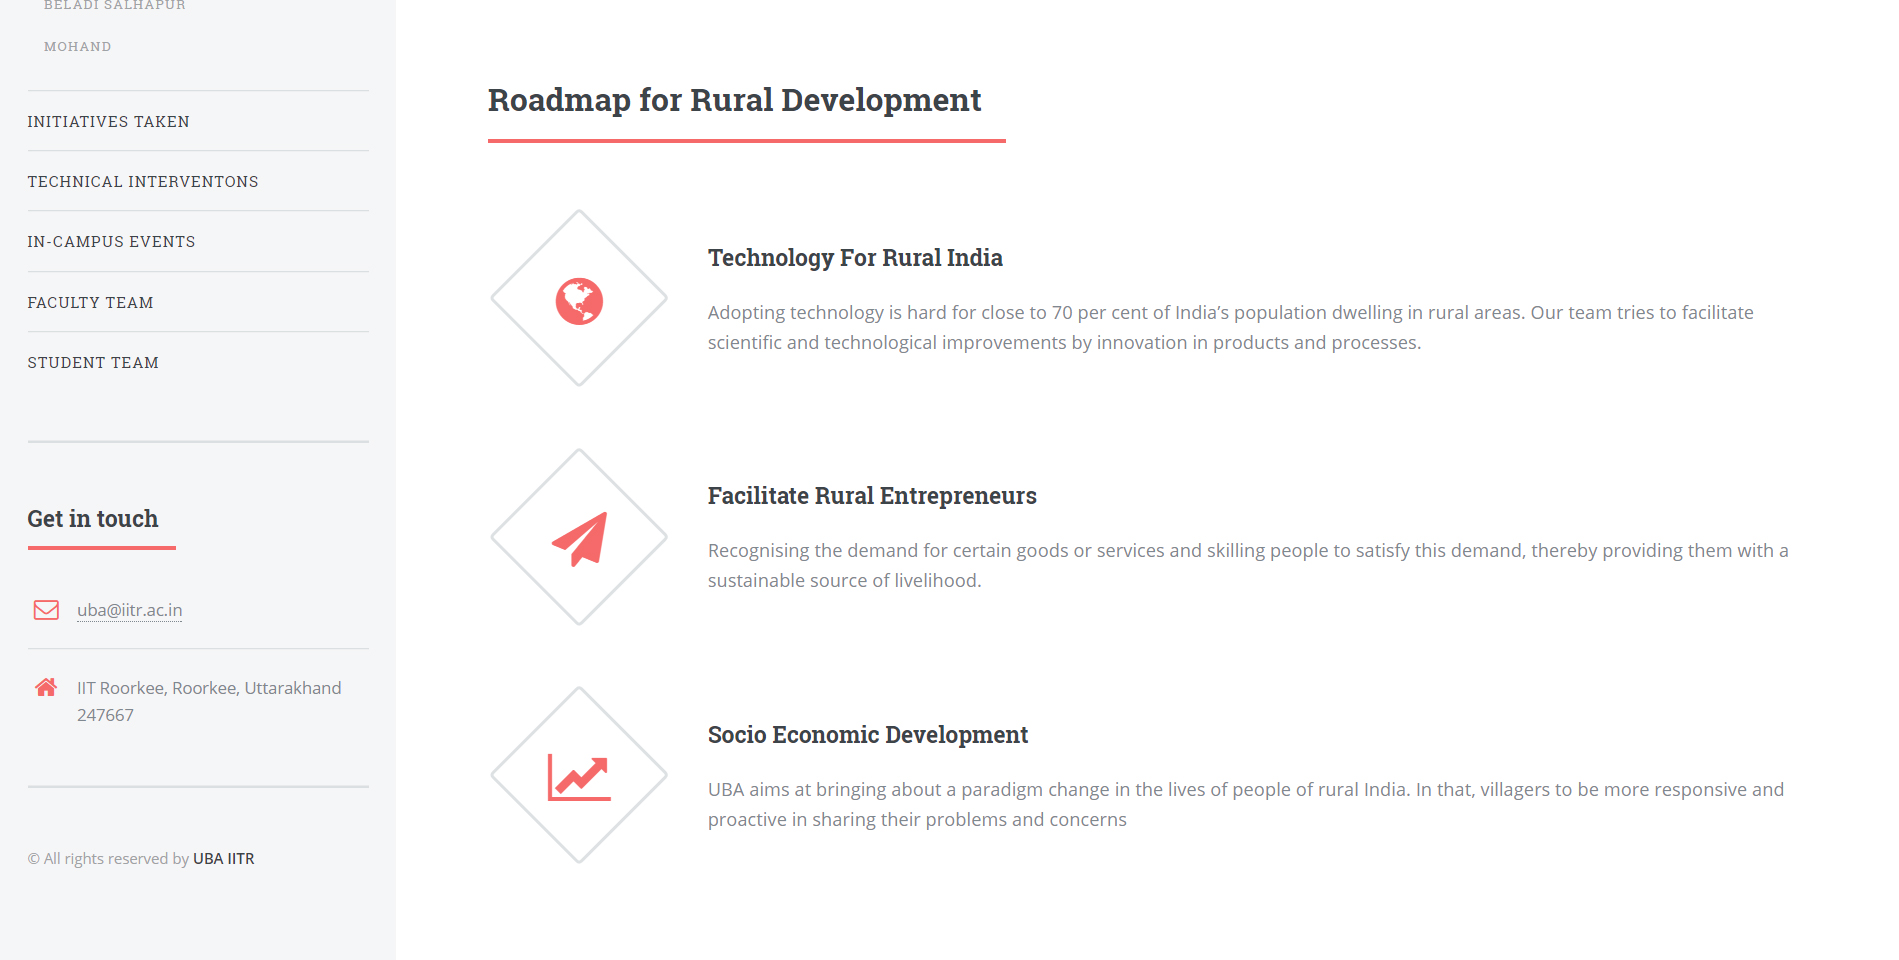 BELADI SALHAPUR
MOHAND
INITIATIVES TAKEN
TECHNICAL INTERVENTONS
IN-CAMPUS EVENTS
FACULTY TEAM
STUDENT TEAM
Get in touch
uba@iitr.ac.in
IIT Roorkee, Roorkee, Uttarakhand
247667
© All rights reserved by UBA IITR
Roadmap for Rural Development
Technology For Rural India
Adopting technology is hard for close to 70 per cent of India’s population dwelling in rural areas. Our team tries to facilitate
scientific and technological improvements by innovation in products and processes.
Facilitate Rural Entrepreneurs
Recognising the demand for certain goods or services and skilling people to satisfy this demand, thereby providing them with a
sustainable source of livelihood.
Socio Economic Development
UBA aims at bringing about a paradigm change in the lives of people of rural India. In that, villagers to be more responsive and
proactive in sharing their problems and concerns